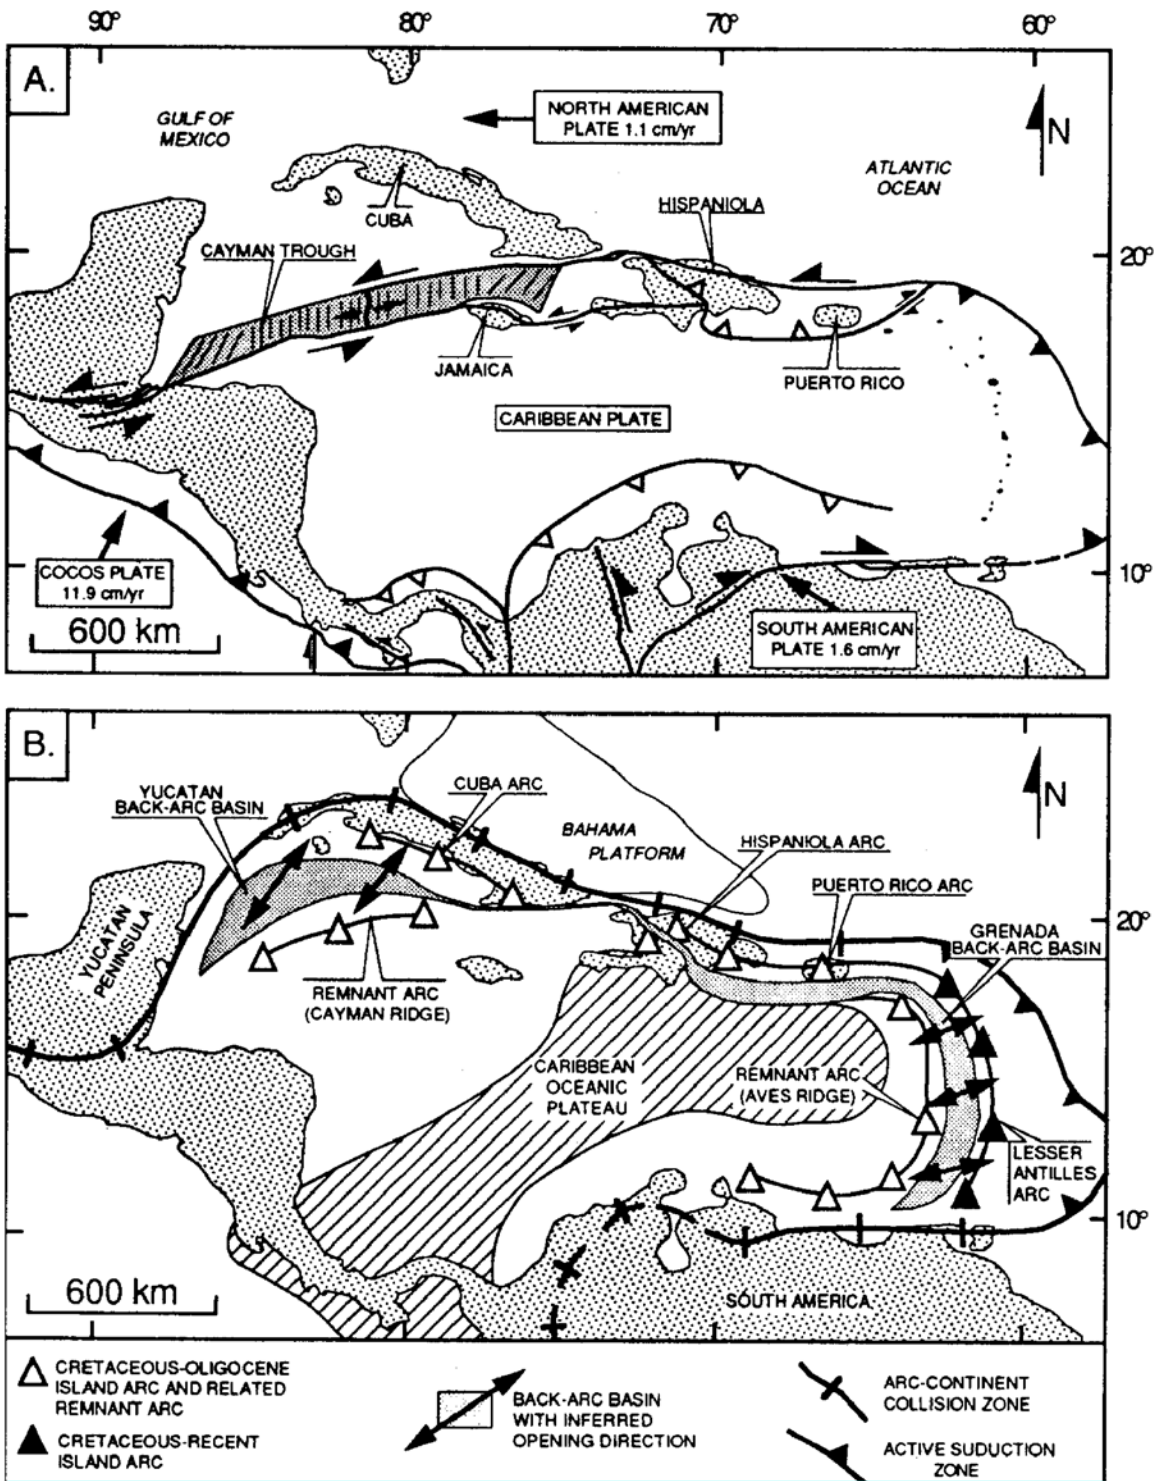 90°
80°
70°
60°
A.
GULF OF
MEXICO
NORTH AMERICAN
PLATE 1.1 cm/yr
N
ATLANTIC
OCEAN
CUBA
HISPANIOLA
CAYMAN TROUGH
20°
JAMAICA
PUERTO RICO
CARIBBEAN PLATE
COCOS PLATE
11.9 cm/yr
10°
600 km
SOUTH AMERICAN
PLATE 1.6 cm/yr
B.
YUCATAN
BACK-ARC BASIN
CUBA ARC
N
BAHAMA
PLATFORM
HISPANIOLA ARC
PUERTO RICO ARC
20°
GRENADA
BACK-ARC BASIN
YUCATAN
PENINSULA
REMNANT ARC
(CAYMAN RIDGE)
CARIBBEAN
OCEANIC
PLATEAU
REMNANT ARC
(AVES RIDGE)
LESSER
ANTILLES
ARC
10°
600 km
SOUTH AMERICA
CRETACEOUS-OLIGOCENE
ISLAND ARC AND RELATED
REMNANT ARC
CRETACEOUS-RECENT
ISLAND ARC
BACK-ARC BASIN
WITH INFERRED
OPENING DIRECTION
ARC-CONTINENT
COLLISION ZONE
ACTIVE SUDUCTION
ZONE